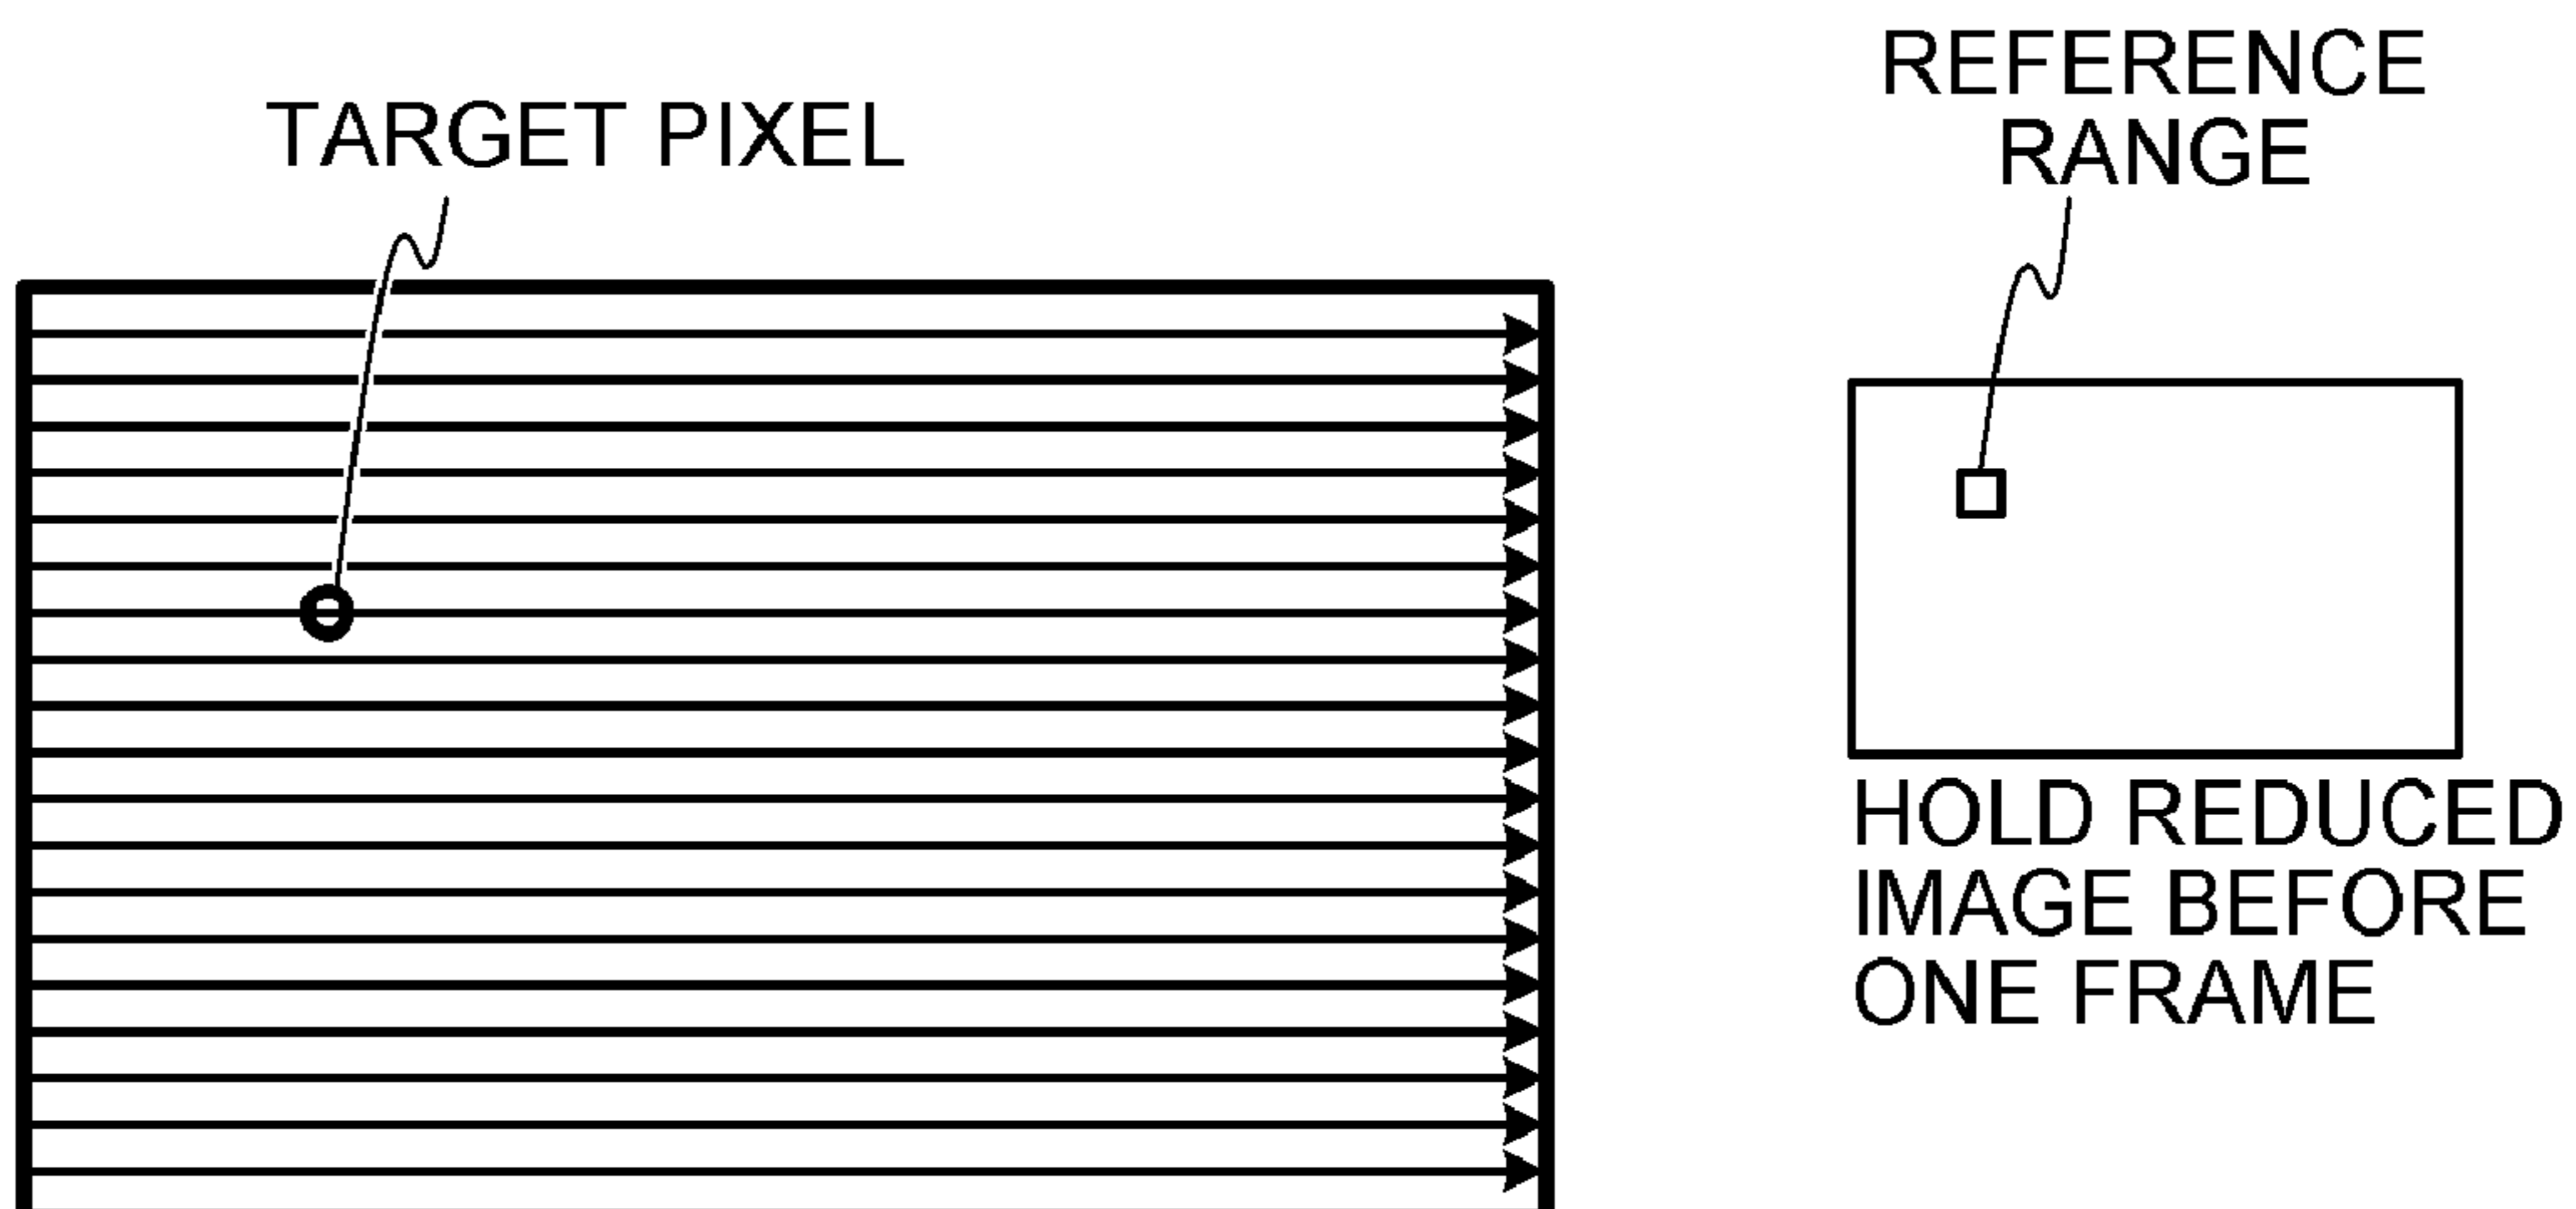 TARGET PIXEL
REFERENCE
RANGE
HOLD REDUCED
IMAGE BEFORE
ONE FRAME